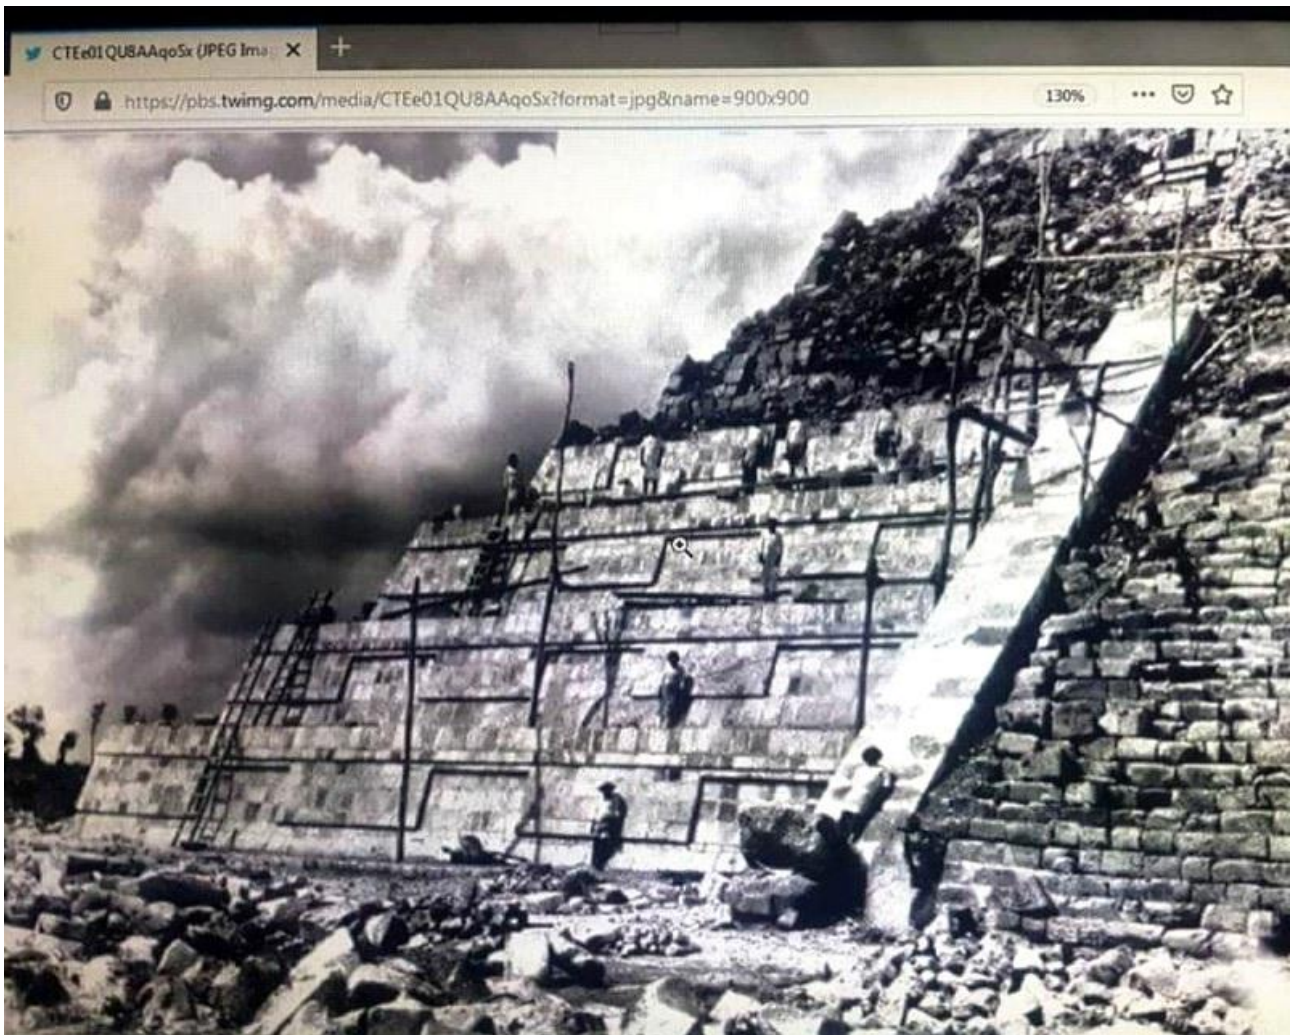 CTEe01QU8AAqoSx (JPEG Ima
https://pbs.twimg.com/media/CTEe01QU8AAqoSx?format=jpg&name=900x900
130%